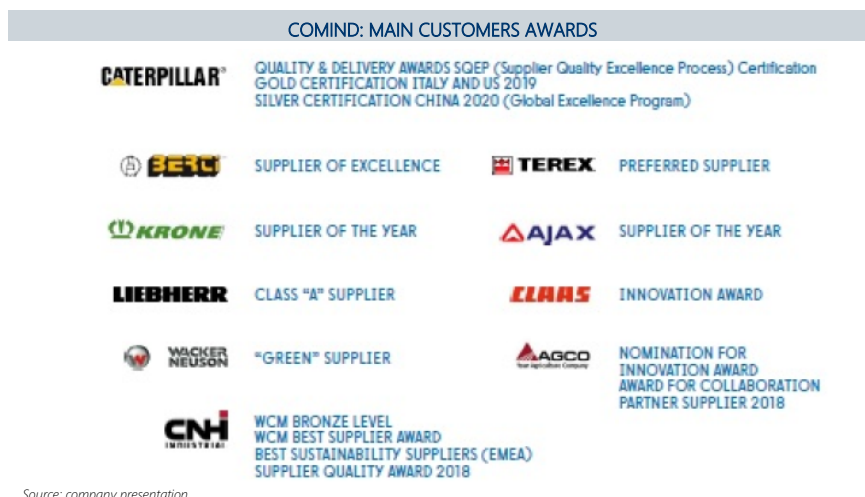 COMIND: MAIN CUSTOMERS AWARDS
CATERPILLAR®
QUALITY & DELIVERY AWARDS SQEP (Supplier Quality Excellence Process) Certification
GOLD CERTIFICATION ITALY AND US 2019
SILVER CERTIFICATION CHINA 2020 (Global Excellence Program)
BERCO
SUPPLIER OF EXCELLENCE
TEREX
PREFERRED SUPPLIER
KRONE
SUPPLIER OF THE YEAR
AJAX
SUPPLIER OF THE YEAR
LIEBHERR
CLASS “A” SUPPLIER
CLAAS
INNOVATION AWARD
WACKER
NEUSON
“GREEN” SUPPLIER
AGCO
Your Agriculture Company
NOMINATION FOR
INNOVATION AWARD
AWARD FOR COLLABORATION
PARTNER SUPPLIER 2018
CNH
INDUSTRIAL
WCM BRONZE LEVEL
WCM BEST SUPPLIER AWARD
BEST SUSTAINABILITY SUPPLIERS (EMEA)
SUPPLIER QUALITY AWARD 2018
Source: company presentation